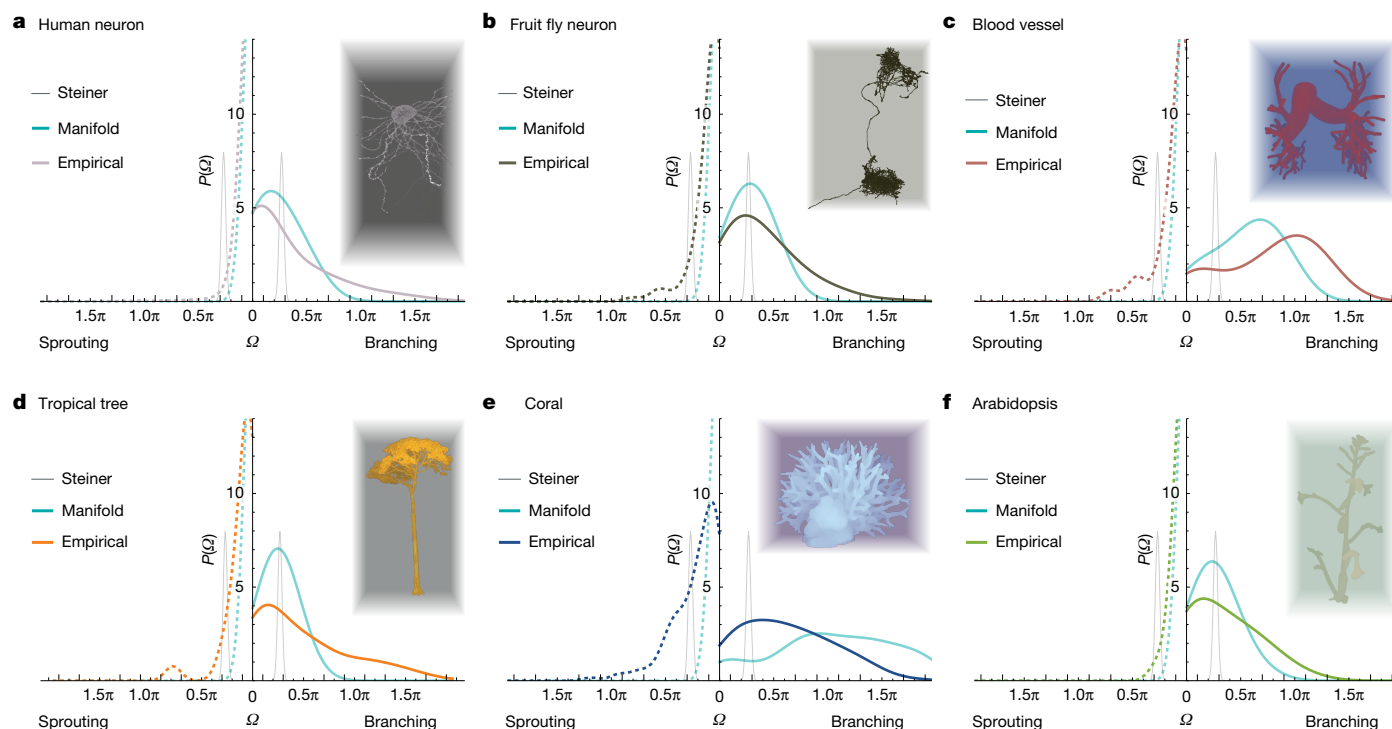 a Human neuron
Steiner
Manifold
Empirical
P(Ω)
10
5
1.5π 1.0π 0.5π 0 0.5π 1.0π 1.5π
Sprouting Ω Branching
b Fruit fly neuron
Steiner
Manifold
Empirical
P(Ω)
10
5
1.5π 1.0π 0.5π 0 0.5π 1.0π 1.5π
Sprouting Ω Branching
c Blood vessel
Steiner
Manifold
Empirical
P(Ω)
10
5
1.5π 1.0π 0.5π 0 0.5π 1.0π 1.5π
Sprouting Ω Branching
d Tropical tree
Steiner
Manifold
Empirical
P(Ω)
10
5
1.5π 1.0π 0.5π 0 0.5π 1.0π 1.5π
Sprouting Ω Branching
e Coral
Steiner
Manifold
Empirical
P(Ω)
10
5
1.5π 1.0π 0.5π 0 0.5π 1.0π 1.5π
Sprouting Ω Branching
f Arabidopsis
Steiner
Manifold
Empirical
P(Ω)
10
5
1.5π 1.0π 0.5π 0 0.5π 1.0π 1.5π
Sprouting Ω Branching